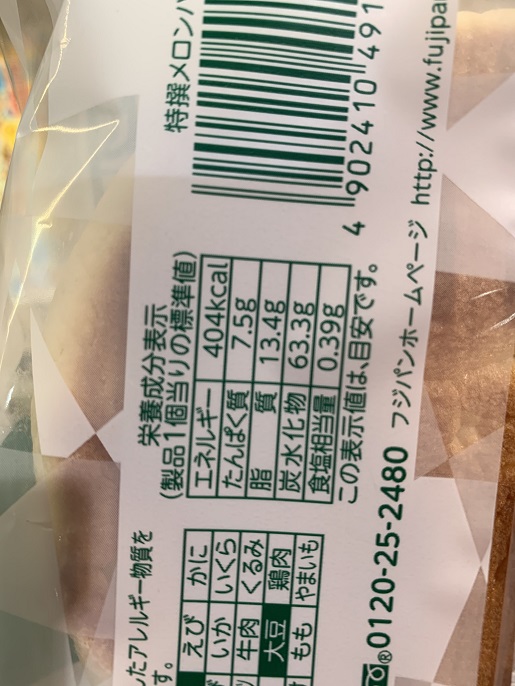 特撰メロンパ
4 902410 491
栄養成分表示
(製品1個当りの標準値)
エネルギー 404kcal
たんぱく質 7.5g
脂質 13.4g
炭水化物 63.3g
食塩相当量 0.39g
この表示値は、目安です。
したアレルギー物質を
す。
えび かに
いか いくら
牛肉 くるみ
大豆 鶏肉
もも やまいも
®0120-25-2480 フジパンホームページ http://www.fujipa